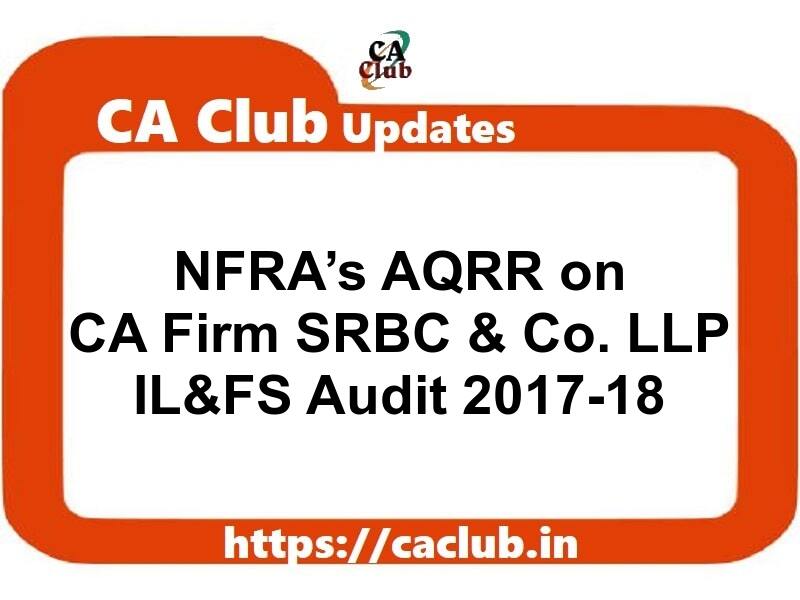 CA
Club
CA Club Updates
NFRA’s AQRR on
CA Firm SRBC & Co. LLP
IL&FS Audit 2017-18
https://caclub.in